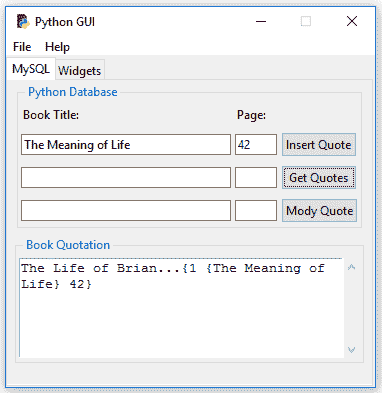 Python GUI
File Help
MySQL Widgets
Python Database
Book Title: Page:
The Meaning of Life 42 Insert Quote
Get Quotes
Mody Quote
Book Quotation
The Life of Brian...{1 {The Meaning of
Life} 42}